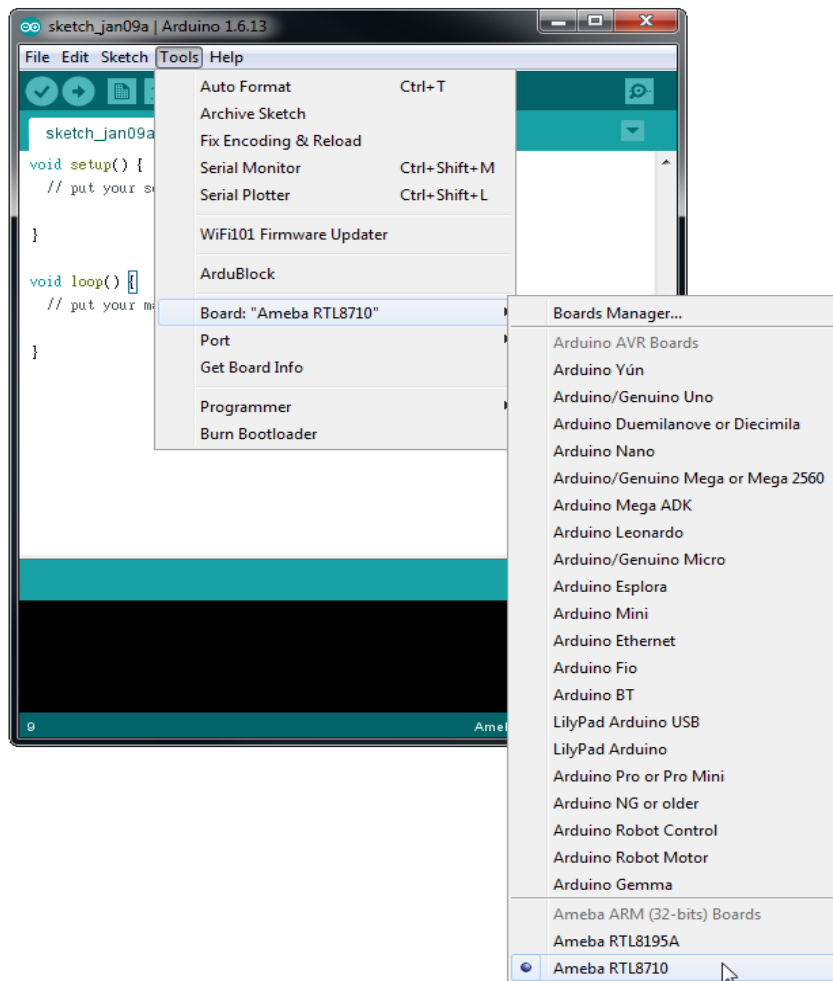 sketch_jan09a | Arduino 1.6.13
File Edit Sketch Tools Help
sketch_jan09a
void setup() {
// put your s
}
void loop() {
// put your m
}
Auto Format Ctrl+T
Archive Sketch
Fix Encoding & Reload
Serial Monitor Ctrl+Shift+M
Serial Plotter Ctrl+Shift+L
WiFi101 Firmware Updater
ArduBlock
Board: "Ameba RTL8710"
Port
Get Board Info
Programmer
Burn Bootloader
Boards Manager...
Arduino AVR Boards
Arduino Yún
Arduino/Genuino Uno
Arduino Duemilanove or Diecimila
Arduino Nano
Arduino/Genuino Mega or Mega 2560
Arduino Mega ADK
Arduino Leonardo
Arduino/Genuino Micro
Arduino Esplora
Arduino Mini
Arduino Ethernet
Arduino Fio
Arduino BT
LilyPad Arduino USB
LilyPad Arduino
Arduino Pro or Pro Mini
Arduino NG or older
Arduino Robot Control
Arduino Robot Motor
Arduino Gemma
Ameba ARM (32-bits) Boards
Ameba RTL8195A
Ameba RTL8710
9 Ame